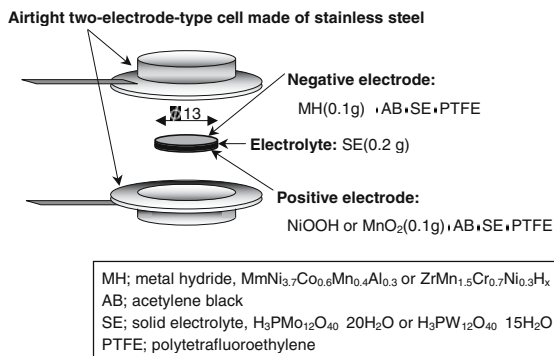 Airtight two-electrode-type cell made of stainless steel
Negative electrode:
MH(0.1g) ･AB･SE･PTFE
ϕ13
Electrolyte: SE(0.2 g)
Positive electrode:
NiOOH or MnO₂(0.1g)･AB･SE･PTFE
MH; metal hydride, MmNi₃.₇Co₀.₆Mn₀.₄Al₀.₃ or ZrMn₁.₅Cr₀.₇Ni₀.₃Hₓ
AB; acetylene black
SE; solid electrolyte, H₃PMo₁₂O₄₀ 20H₂O or H₃PW₁₂O₄₀ 15H₂O
PTFE; polytetrafluoroethylene